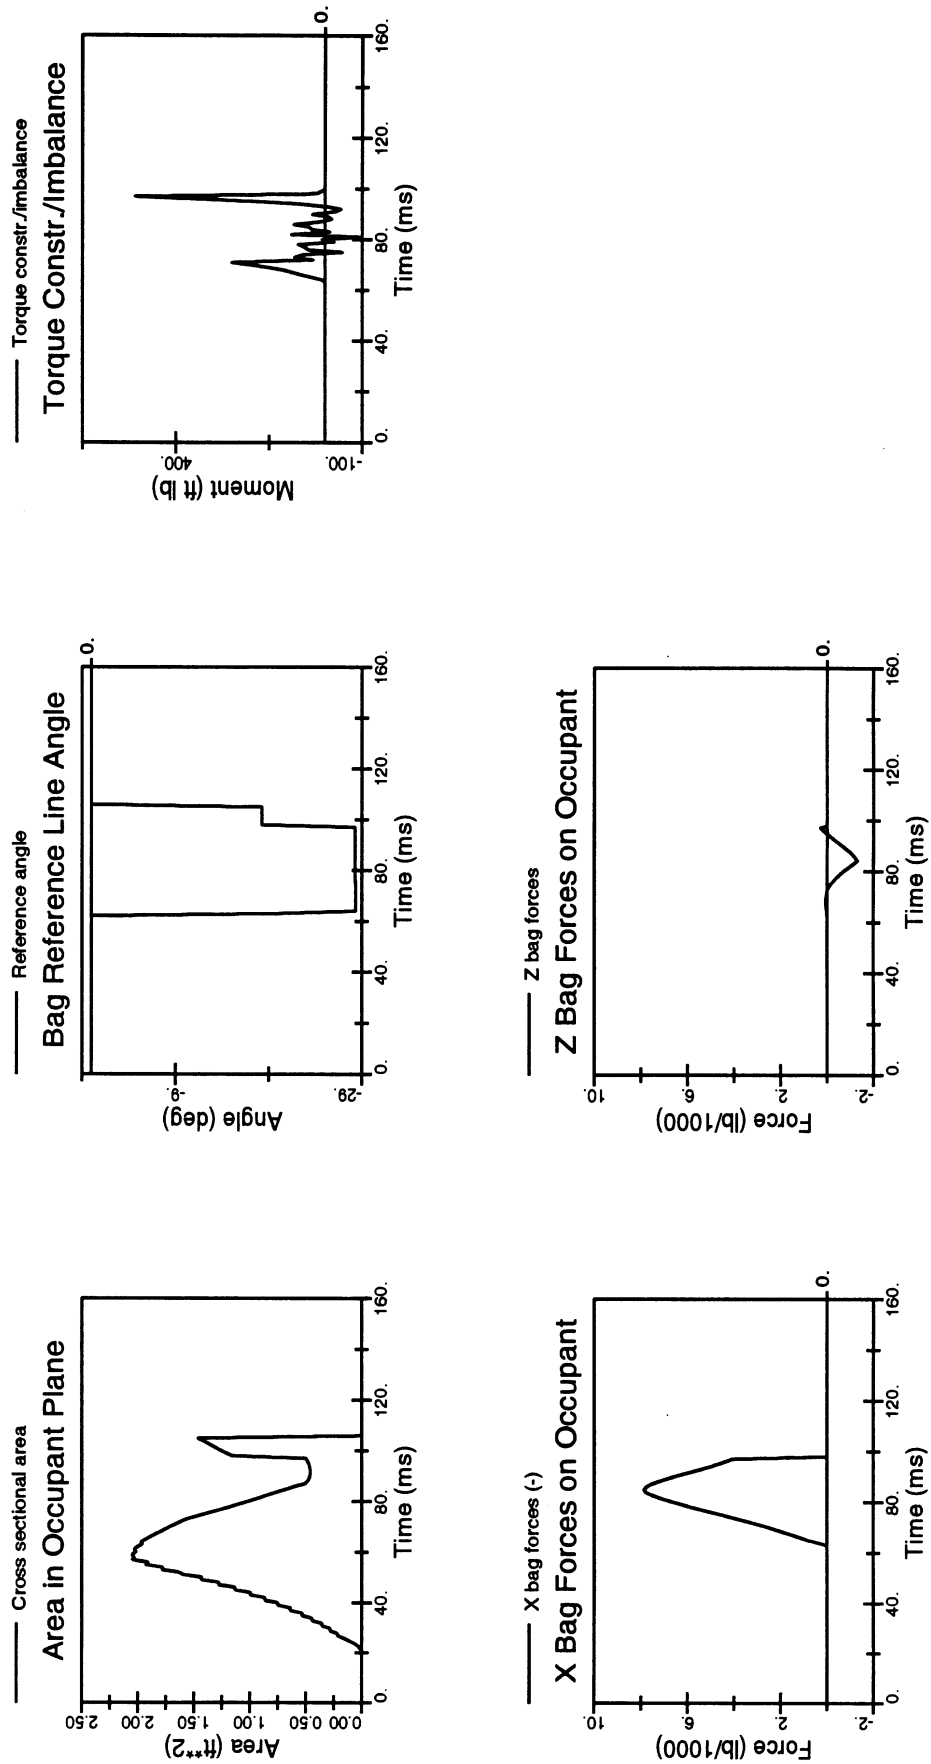 Cross sectional area
Area in Occupant Plane
Area (ft**2)
2.50
2.00
1.50
1.00
0.50
0.00
0. 40. 80. 120. 160.
Time (ms)
Reference angle
Bag Reference Line Angle
Angle (deg)
0.
-9.
-29.
0. 40. 80. 120. 160.
Time (ms)
Torque constr./imbalance
Torque Constr./Imbalance
Moment (ft lb)
400.
0.
-100.
0. 40. 80. 120. 160.
Time (ms)
X bag forces (-)
X Bag Forces on Occupant
Force (lb/1000)
10.
6.
2.
0.
-2.
0. 40. 80. 120. 160.
Time (ms)
Z bag forces
Z Bag Forces on Occupant
Force (lb/1000)
10.
6.
2.
0.
-2.
0. 40. 80. 120. 160.
Time (ms)